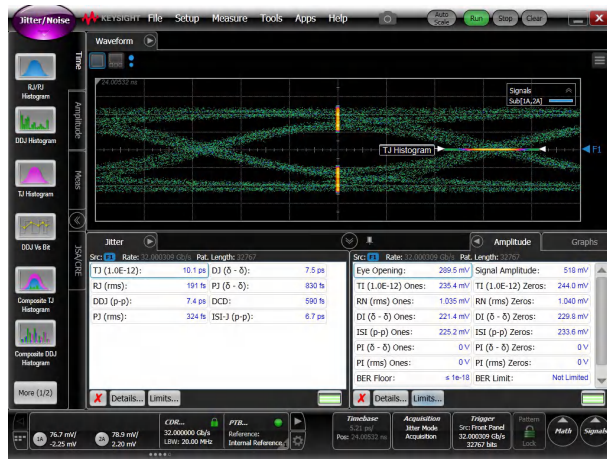 Jitter/Noise
KEYSIGHT File Setup Measure Tools Apps Help
Auto Scale Run Stop Clear
Waveform
Time
Amplitude
Meas
JSA/CRE
RJ/PJ Histogram
DDJ Histogram
TJ Histogram
DDJ Vs Bit
Composite TJ Histogram
Composite DDJ Histogram
More (1/2)
24.00532 ns
Signals
Sub[1A,2A]
TJ Histogram
F1
Jitter
Src: F1 Rate: 32.000309 Gb/s Pat. Length: 32767
TJ (1.0E-12): 10.1 ps DJ (δ - δ): 7.5 ps
RJ (rms): 191 fs PJ (δ - δ): 830 fs
DDJ (p-p): 7.4 ps DCD: 590 fs
PJ (rms): 324 fs ISI-J (p-p): 6.7 ps
Details... Limits...
Amplitude Graphs
Src: F1 Rate: 32.000309 Gb/s Pat. Length: 32767
Eye Opening: 289.5 mV Signal Amplitude: 518 mV
TI (1.0E-12) Ones: 235.4 mV TI (1.0E-12) Zeros: 244.0 mV
RN (rms) Ones: 1.035 mV RN (rms) Zeros: 1.040 mV
DI (δ - δ) Ones: 221.4 mV DI (δ - δ) Zeros: 229.8 mV
ISI (p-p) Ones: 225.2 mV ISI (p-p) Zeros: 233.6 mV
PI (δ - δ) Ones: 0 V PI (δ - δ) Zeros: 0 V
PI (rms) Ones: 0 V PI (rms) Zeros: 0 V
BER Floor: ≤ 1e-18 BER Limit: Not Limited
Details... Limits...
1A 76.7 mV/
-2.25 mV
2A 78.9 mV/
2.20 mV
CDR...
32.000000 Gb/s
LBW: 20.00 MHz
PTB...
Reference:
Internal Reference
Timebase
5.21 ps/
Pos: 24.00532 ns
Acquisition
Jitter Mode
Acquisition
Trigger
Src: Front Panel
32.000309 Gb/s
32767 bits
Pattern
Lock
Math
Signals